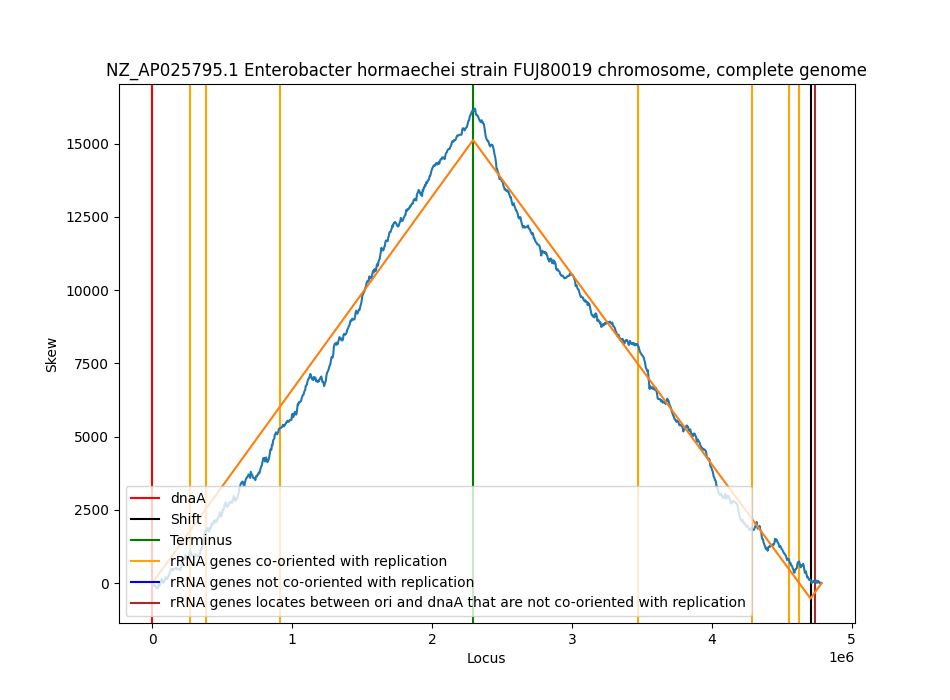 NZ_AP025795.1 Enterobacter hormaechei strain FUJ80019 chromosome, complete genome
Skew
15000
12500
10000
7500
5000
2500
0
dnaA
Shift
Terminus
rRNA genes co-oriented with replication
rRNA genes not co-oriented with replication
rRNA genes locates between ori and dnaA that are not co-oriented with replication
0 1 2 3 4 5
1e6
Locus